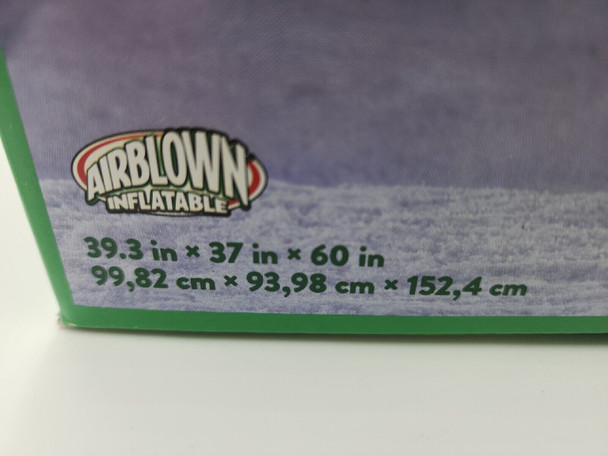 AIRBLOWN
INFLATABLE
39.3 in × 37 in × 60 in
99,82 cm × 93,98 cm × 152,4 cm